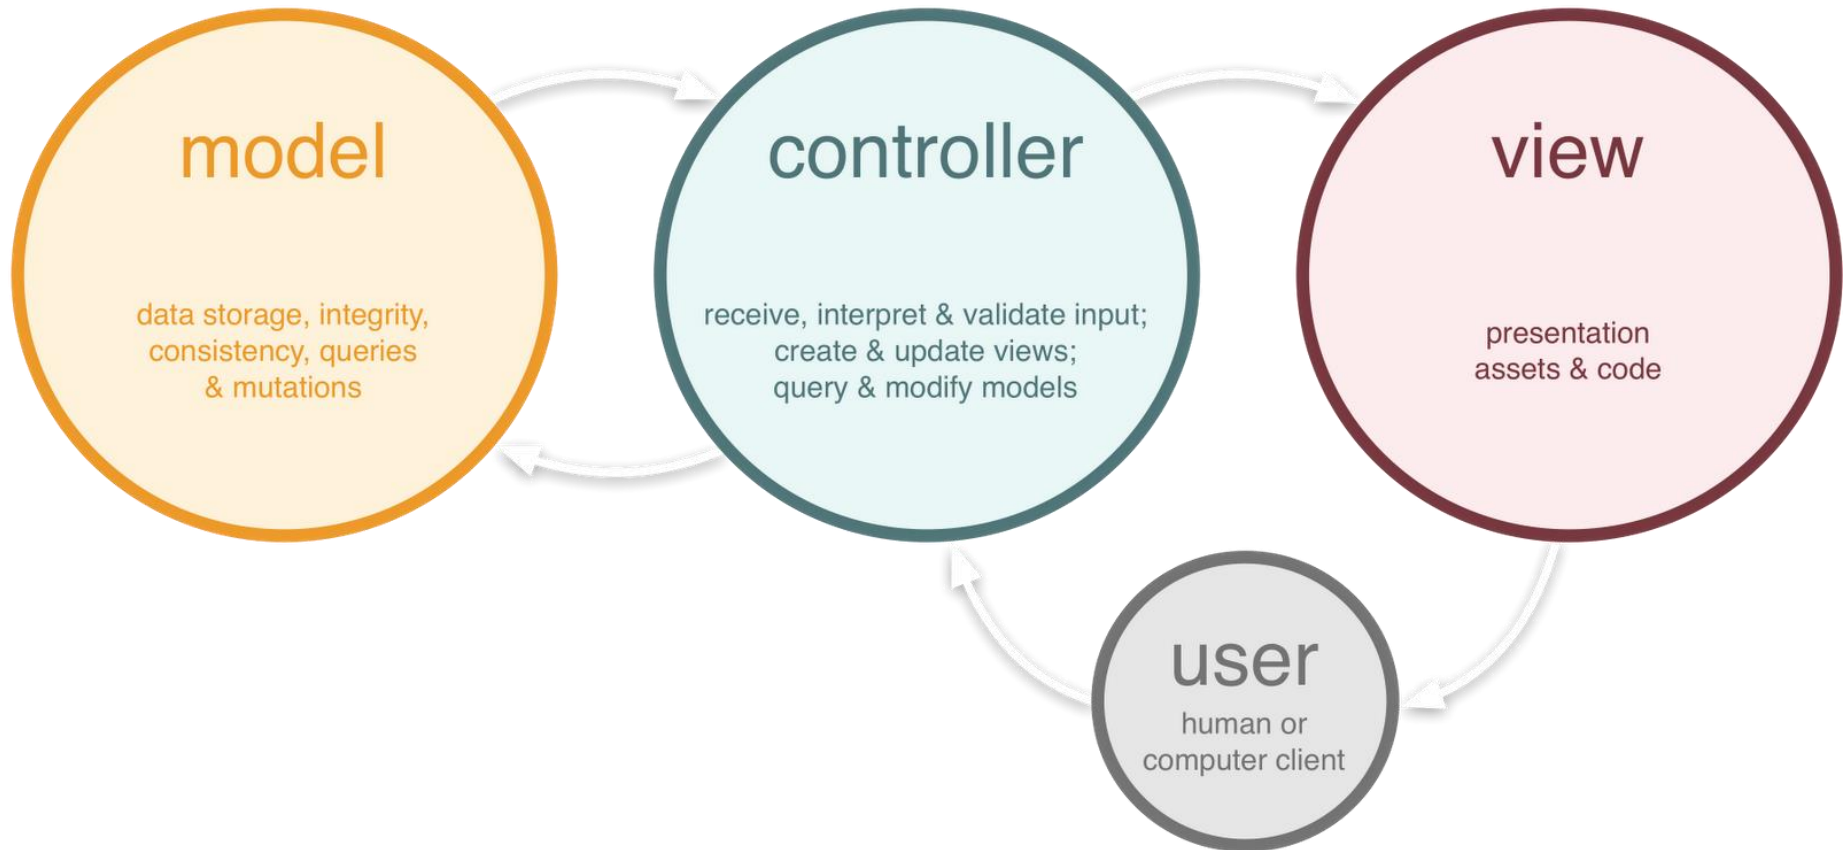 model
data storage, integrity,
consistency, queries
& mutations
controller
receive, interpret & validate input;
create & update views;
query & modify models
view
presentation
assets & code
user
human or
computer client